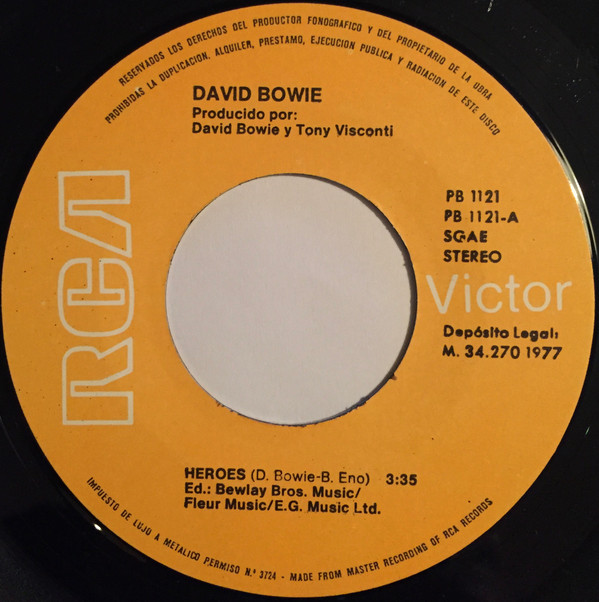 RESERVADOS LOS DERECHOS DEL PRODUCTOR FONOGRAFICO Y DEL PROPIETARIO DE LA OBRA
PROHIBIDAS LA DUPLICACION, ALQUILER, PRESTAMO, EJECUCION PUBLICA Y RADIACION DE ESTE DISCO
DAVID BOWIE
Producido por:
David Bowie y Tony Visconti
RCA
PB 1121
PB 1121-A
SGAE
STEREO
Victor
Depósito Legal:
M. 34.270 1977
HEROES (D. Bowie-B. Eno) 3:35
Ed.: Bewlay Bros. Music/
Fleur Music/E.G. Music Ltd.
IMPUESTO DE LUJO A METALICO PERMISO N.º 3724 - MADE FROM MASTER RECORDING OF RCA RECORDS